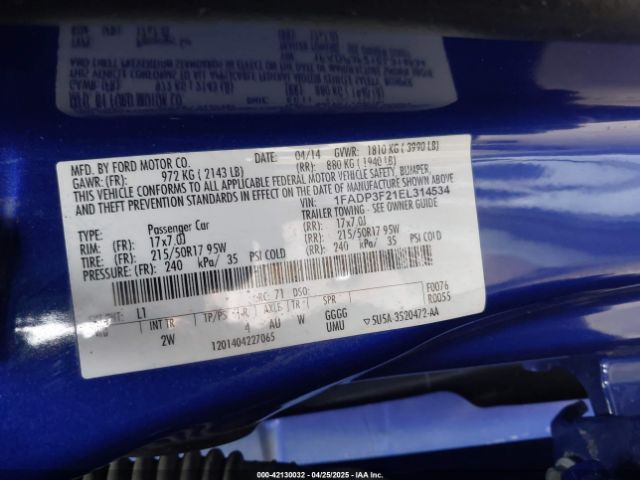 MFD. BY FORD MOTOR CO.
DATE: 04/14 GVWR: 1810 KG (3990 LB)
GAWR: (FR): 972 KG (2143 LB) (RR): 880 KG (1940 LB)
THIS VEHICLE CONFORMS TO ALL APPLICABLE FEDERAL MOTOR VEHICLE SAFETY, BUMPER,
AND THEFT PREVENTION STANDARDS IN EFFECT ON THE DATE OF MANUFACTURE SHOWN ABOVE.
VIN: 1FADP3F21EL314534
TYPE: Passenger Car TRAILER TOWING - SEE OWNER GUIDE
RIM: (FR): 17x7.0J (RR): 17x7.0J
TIRE: (FR): 215/50R17 95W (RR): 215/50R17 95W
PRESSURE: (FR): 240 kPa/ 35 PSI COLD (RR): 240 kPa/ 35 PSI COLD
L1 71 DSO: F0076
R0055
INT TR TP/PS AXLE TR SPR
2W 4 AU W GGGG
UMU
1201404227065 5U5A 3520472-AA
000-42130032 04/25/2025 - IAA Inc.